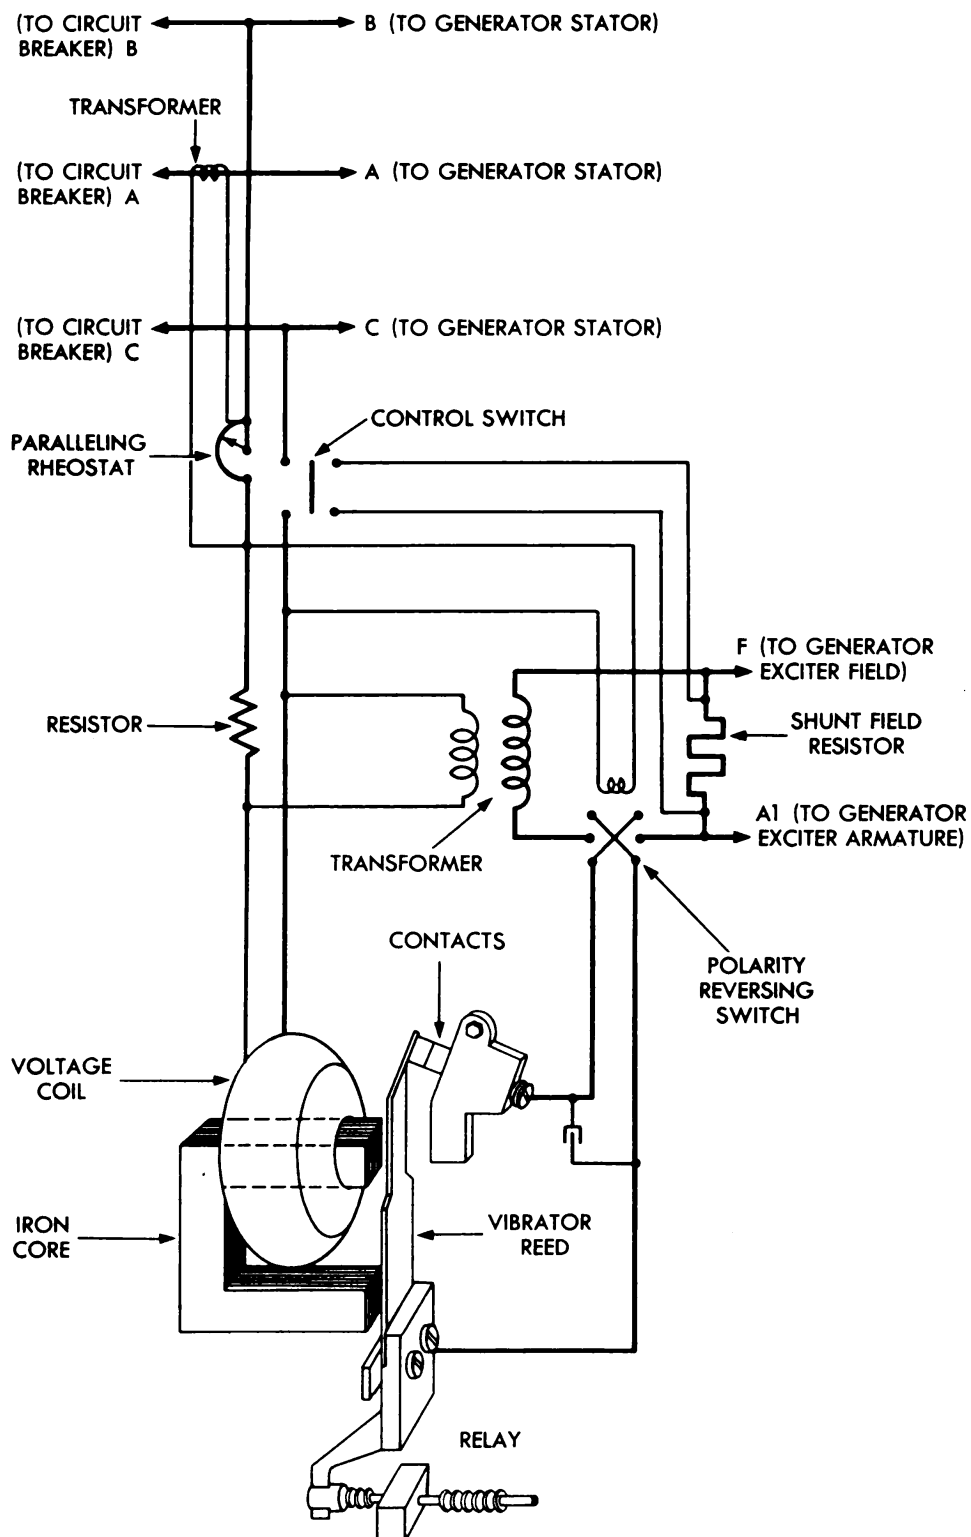 (TO CIRCUIT
BREAKER) B
B (TO GENERATOR STATOR)
TRANSFORMER
(TO CIRCUIT
BREAKER) A
A (TO GENERATOR STATOR)
(TO CIRCUIT
BREAKER) C
C (TO GENERATOR STATOR)
CONTROL SWITCH
PARALLELING
RHEOSTAT
F (TO GENERATOR
EXCITER FIELD)
RESISTOR
SHUNT FIELD
RESISTOR
A1 (TO GENERATOR
EXCITER ARMATURE)
TRANSFORMER
CONTACTS
POLARITY
REVERSING
SWITCH
VOLTAGE
COIL
IRON
CORE
VIBRATOR
REED
RELAY